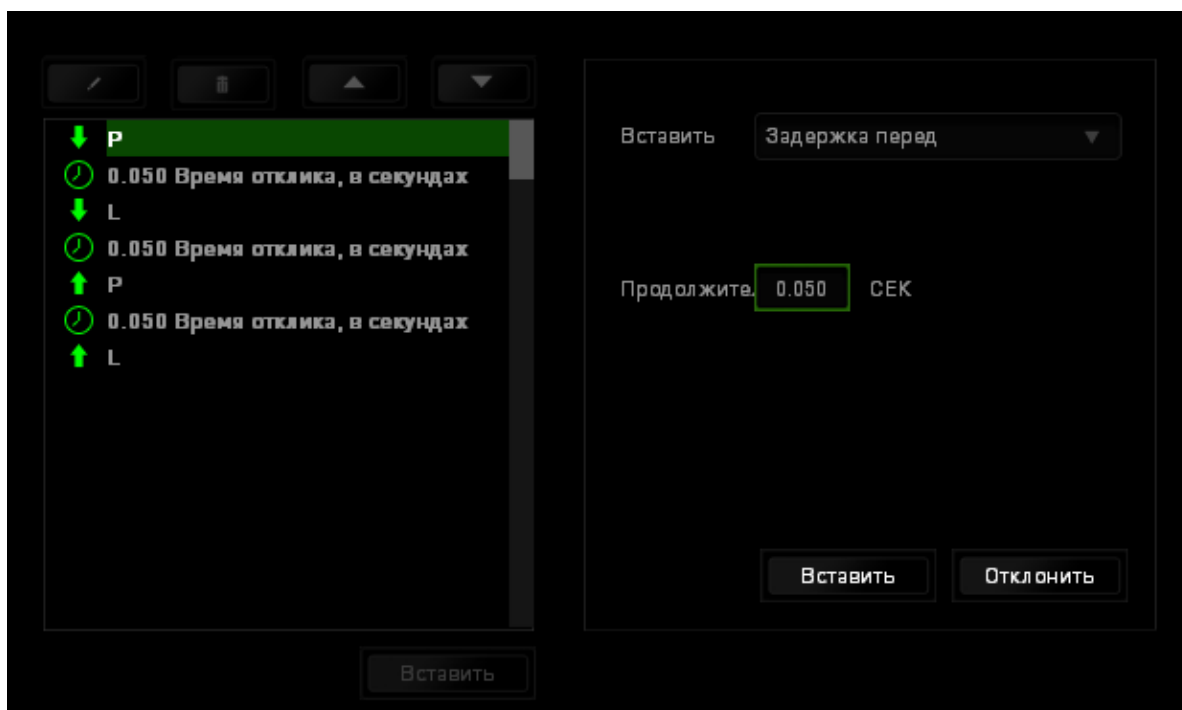 P
0.050 Время отклика, в секундах
L
0.050 Время отклика, в секундах
P
0.050 Время отклика, в секундах
L
Вставить
Вставить Задержка перед
Продолжите. 0.050 СЕК
Вставить Отклонить